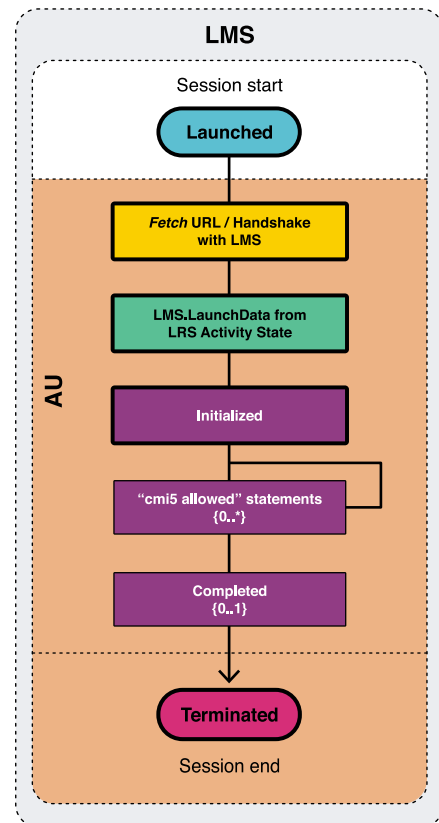 LMS
Session start
Launched
Fetch URL / Handshake
with LMS
LMS.LaunchData from
LRS Activity State
AU
Initialized
“cmi5 allowed” statements
{0..*}
Completed
{0..1}
Terminated
Session end